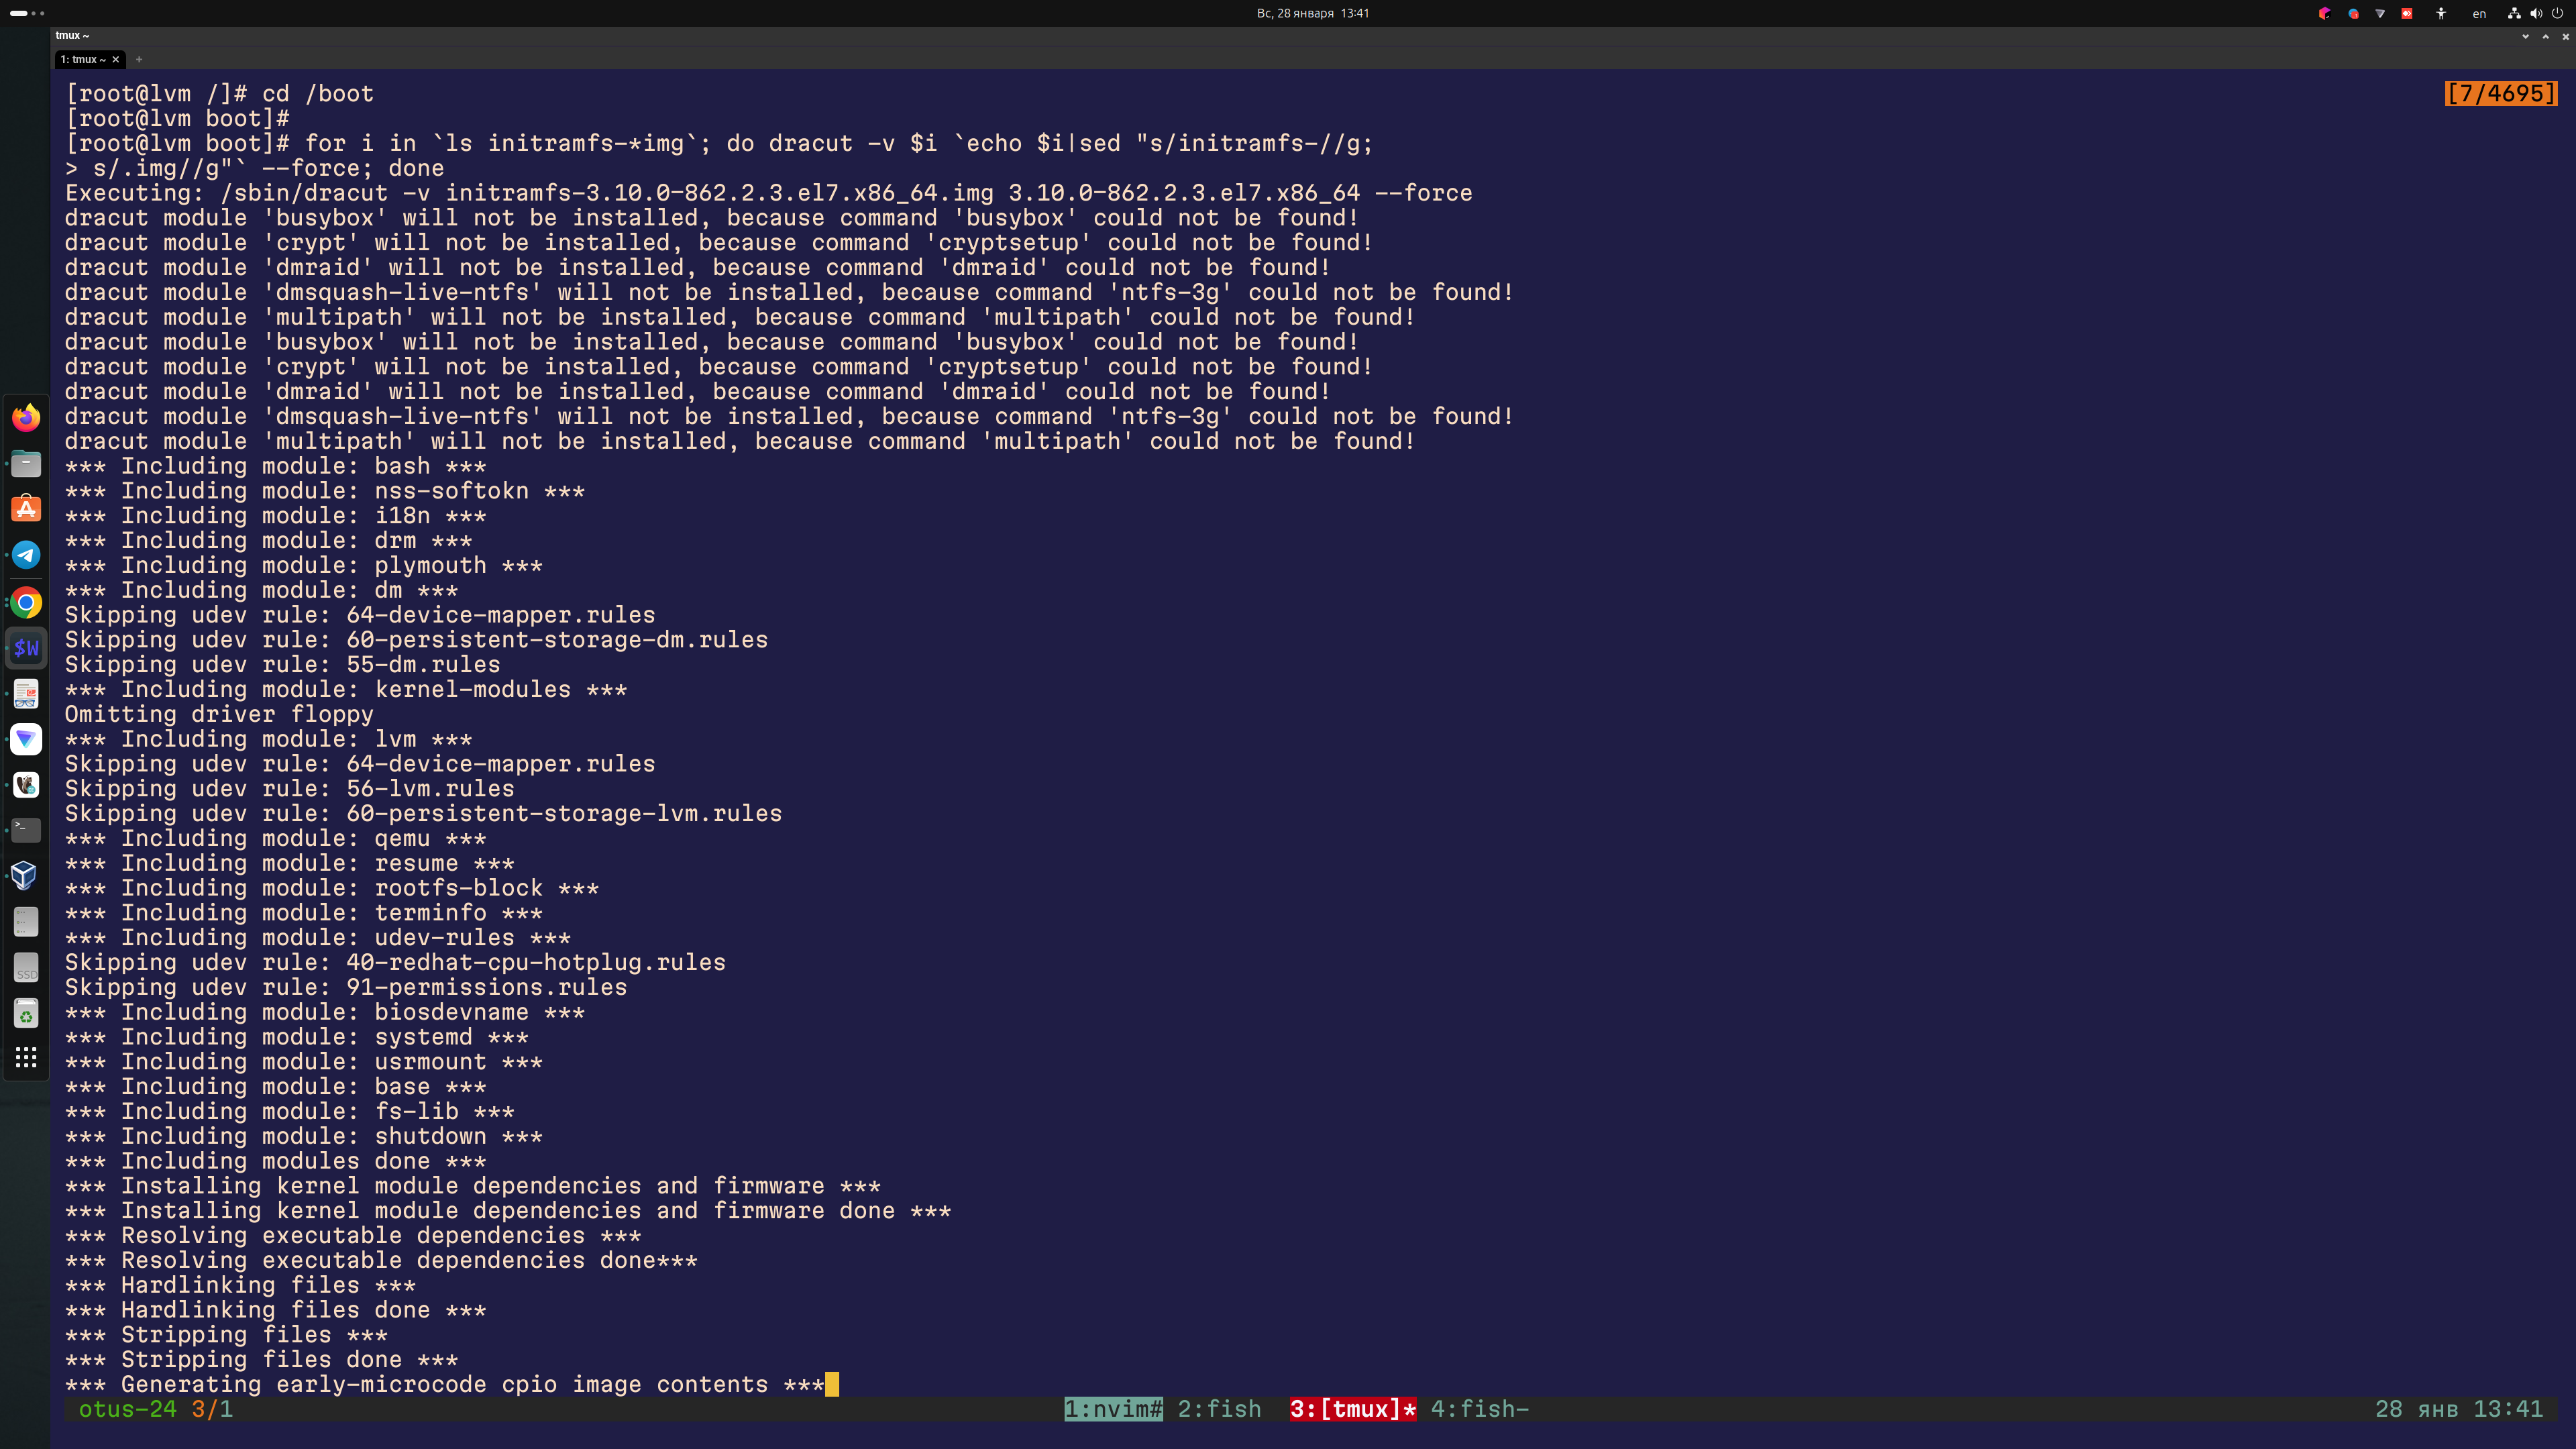 Вс, 28 января 13:41
en
tmux ~
1: tmux ~
[root@lvm /]# cd /boot
[7/4695]
[root@lvm boot]#
[root@lvm boot]# for i in `ls initramfs-*img`; do dracut -v $i `echo $i|sed "s/initramfs-//g;
> s/.img//g"` --force; done
Executing: /sbin/dracut -v initramfs-3.10.0-862.2.3.el7.x86_64.img 3.10.0-862.2.3.el7.x86_64 --force
dracut module 'busybox' will not be installed, because command 'busybox' could not be found!
dracut module 'crypt' will not be installed, because command 'cryptsetup' could not be found!
dracut module 'dmraid' will not be installed, because command 'dmraid' could not be found!
dracut module 'dmsquash-live-ntfs' will not be installed, because command 'ntfs-3g' could not be found!
dracut module 'multipath' will not be installed, because command 'multipath' could not be found!
dracut module 'busybox' will not be installed, because command 'busybox' could not be found!
dracut module 'crypt' will not be installed, because command 'cryptsetup' could not be found!
dracut module 'dmraid' will not be installed, because command 'dmraid' could not be found!
dracut module 'dmsquash-live-ntfs' will not be installed, because command 'ntfs-3g' could not be found!
dracut module 'multipath' will not be installed, because command 'multipath' could not be found!
*** Including module: bash ***
*** Including module: nss-softokn ***
*** Including module: i18n ***
*** Including module: drm ***
*** Including module: plymouth ***
*** Including module: dm ***
Skipping udev rule: 64-device-mapper.rules
Skipping udev rule: 60-persistent-storage-dm.rules
Skipping udev rule: 55-dm.rules
*** Including module: kernel-modules ***
Omitting driver floppy
*** Including module: lvm ***
Skipping udev rule: 64-device-mapper.rules
Skipping udev rule: 56-lvm.rules
Skipping udev rule: 60-persistent-storage-lvm.rules
*** Including module: qemu ***
*** Including module: resume ***
*** Including module: rootfs-block ***
*** Including module: terminfo ***
*** Including module: udev-rules ***
Skipping udev rule: 40-redhat-cpu-hotplug.rules
Skipping udev rule: 91-permissions.rules
*** Including module: biosdevname ***
*** Including module: systemd ***
*** Including module: usrmount ***
*** Including module: base ***
*** Including module: fs-lib ***
*** Including module: shutdown ***
*** Including modules done ***
*** Installing kernel module dependencies and firmware ***
*** Installing kernel module dependencies and firmware done ***
*** Resolving executable dependencies ***
*** Resolving executable dependencies done***
*** Hardlinking files ***
*** Hardlinking files done ***
*** Stripping files ***
*** Stripping files done ***
*** Generating early-microcode cpio image contents ***
otus-24 3/1 1:nvim# 2:fish 3:[tmux]* 4:fish- 28 янв 13:41
$W
SSD